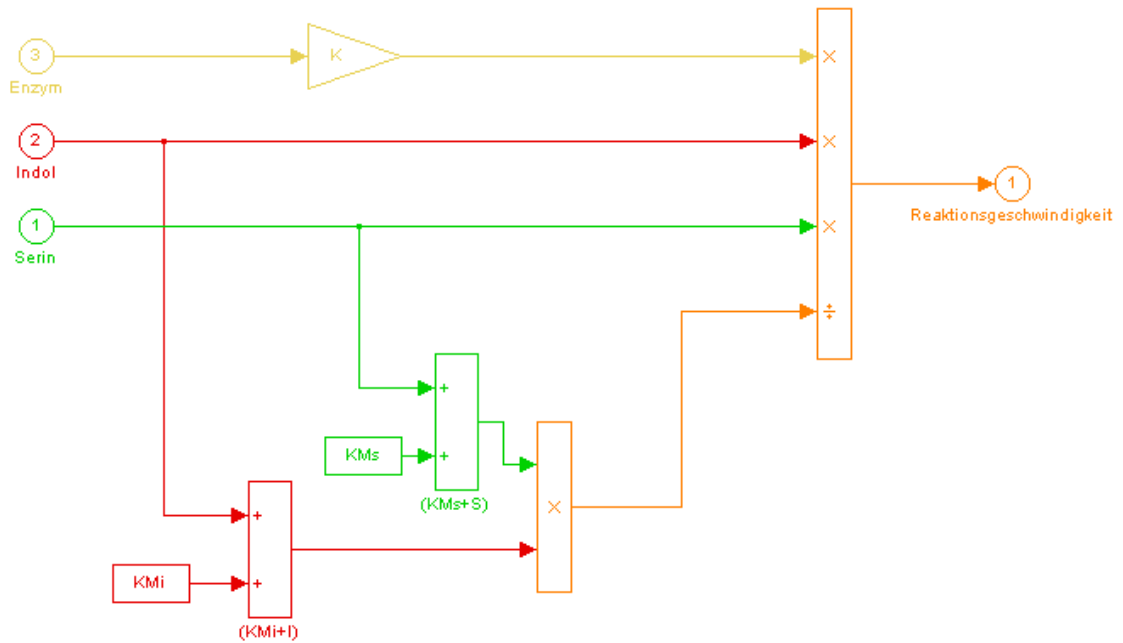 3
K
×
Enzym
2
×
Indol
1
Reaktionsgeschwindigkeit
1
×
Serin
÷
+
KMs
+
(KMs+S)
×
+
KMi
+
(KMi+I)